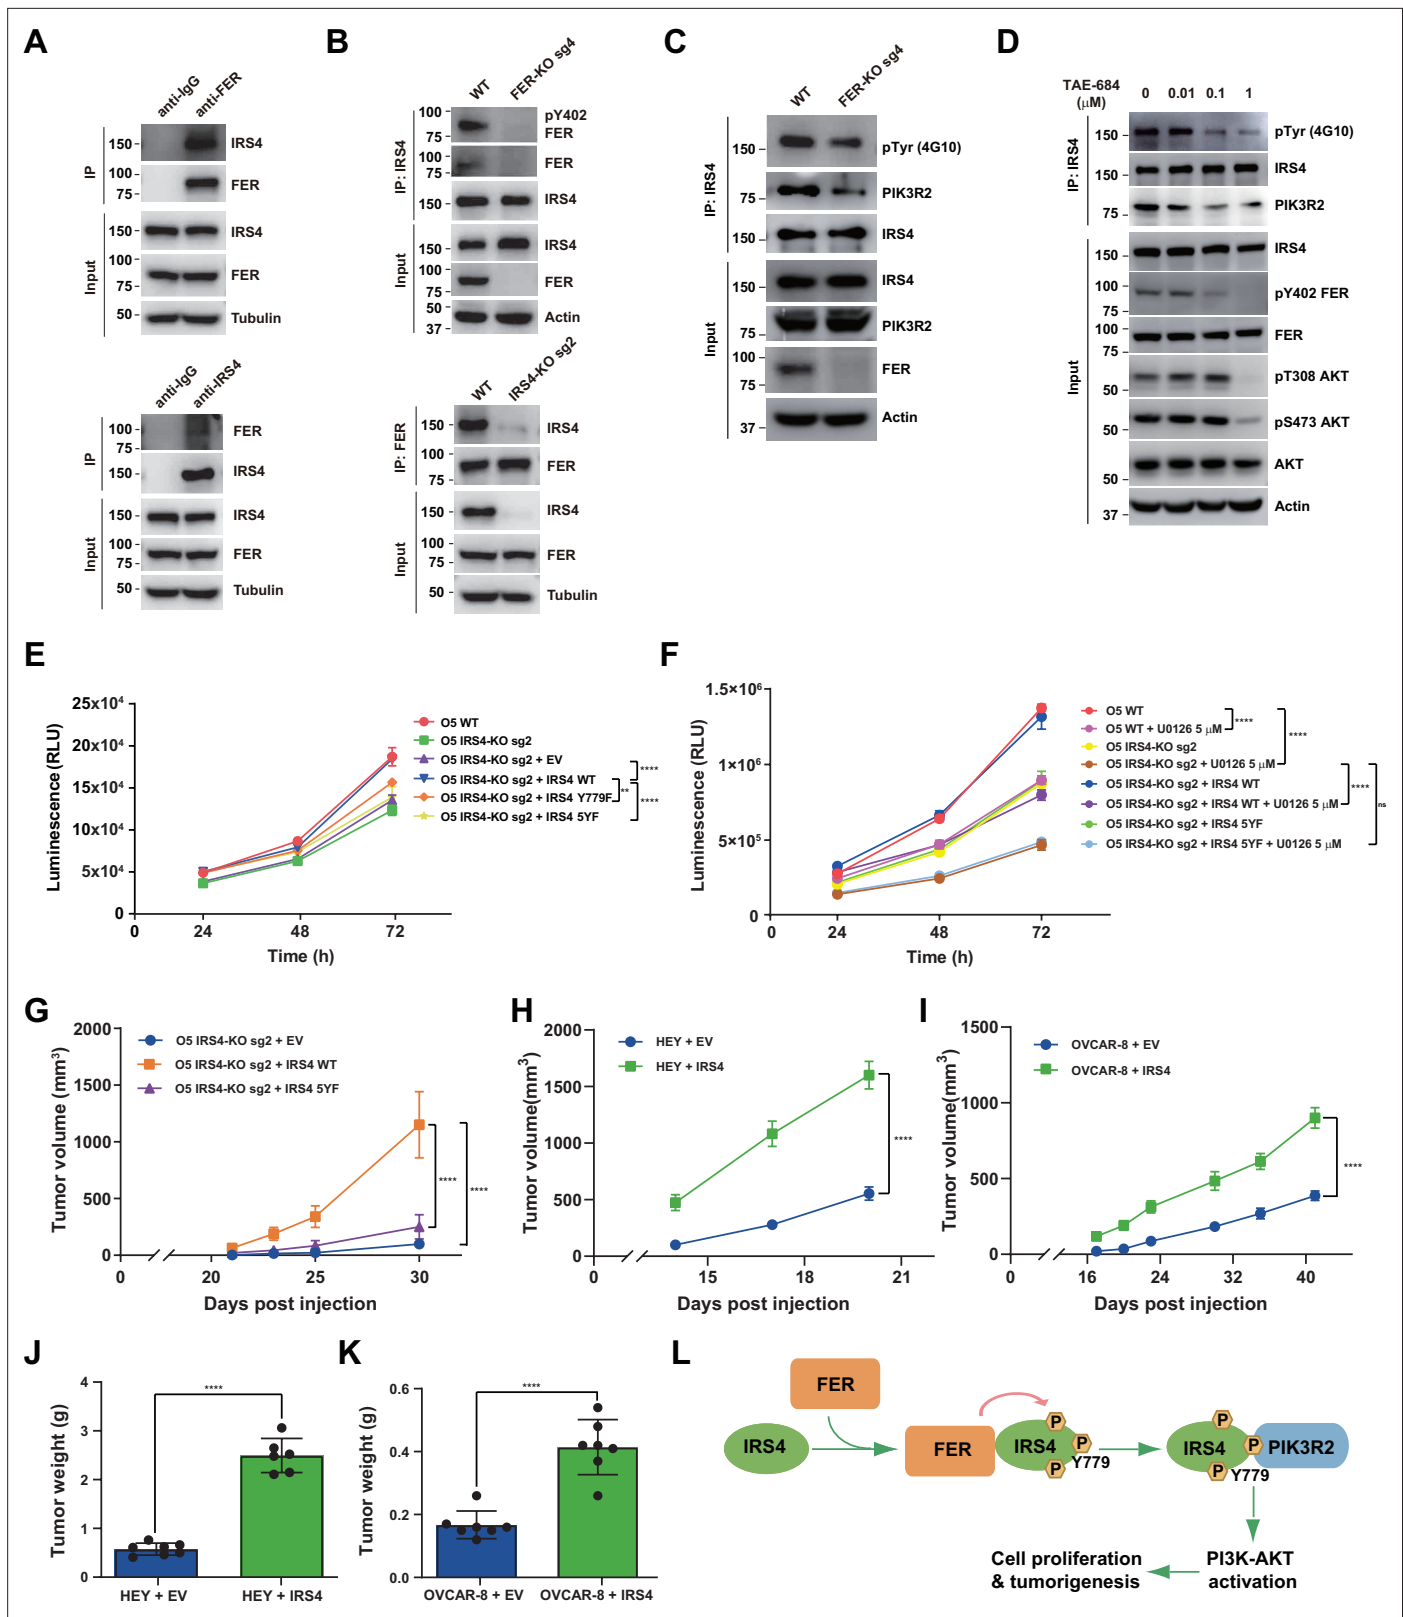 A
anti-IgG
anti-FER
IP
150
IRS4
100
75
FER
Input
150
IRS4
100
75
FER
50
Tubulin
anti-IgG
anti-IRS4
IP
100
75
FER
150
IRS4
Input
150
IRS4
100
75
FER
50
Tubulin
B
WT
FER-KO sg4
IP: IRS4
100
75
pY402
FER
100
75
FER
150
IRS4
Input
150
IRS4
100
75
FER
50
37
Actin
WT
IRS4-KO sg2
IP: FER
150
IRS4
100
75
FER
Input
150
IRS4
100
75
FER
50
Tubulin
C
WT
FER-KO sg4
IP: IRS4
150
pTyr (4G10)
75
PIK3R2
150
IRS4
Input
150
IRS4
75
PIK3R2
100
75
FER
37
Actin
D
TAE-684
(μM)
0 0.01 0.1 1
IP: IRS4
150
pTyr (4G10)
150
IRS4
75
PIK3R2
Input
150
IRS4
100
75
pY402 FER
100
75
FER
50
pT308 AKT
50
pS473 AKT
50
AKT
37
Actin
E
Luminescence(RLU)
25x10⁴
20x10⁴
15x10⁴
10x10⁴
5x10⁴
0
0 24 48 72
Time (h)
O5 WT
O5 IRS4-KO sg2
O5 IRS4-KO sg2 + EV
O5 IRS4-KO sg2 + IRS4 WT
O5 IRS4-KO sg2 + IRS4 Y779F
O5 IRS4-KO sg2 + IRS4 5YF
****
**
****
F
Luminescence (RLU)
1.5×10⁶
1×10⁶
5×10⁵
0
0 24 48 72
Time (h)
O5 WT
O5 WT + U0126 5 μM
O5 IRS4-KO sg2
O5 IRS4-KO sg2 + U0126 5 μM
O5 IRS4-KO sg2 + IRS4 WT
O5 IRS4-KO sg2 + IRS4 WT + U0126 5 μM
O5 IRS4-KO sg2 + IRS4 5YF
O5 IRS4-KO sg2 + IRS4 5YF + U0126 5 μM
****
****
****
ns
G
Tumor volume (mm³)
2000
1500
1000
500
0
0 20 25 30
Days post injection
O5 IRS4-KO sg2 + EV
O5 IRS4-KO sg2 + IRS4 WT
O5 IRS4-KO sg2 + IRS4 5YF
****
****
H
Tumor volume(mm³)
2000
1500
1000
500
0
0 15 18 21
Days post injection
HEY + EV
HEY + IRS4
****
I
Tumor volume(mm³)
1500
1000
500
0
0 16 24 32 40
Days post injection
OVCAR-8 + EV
OVCAR-8 + IRS4
****
J
Tumor weight (g)
4
3
2
1
0
****
HEY + EV
HEY + IRS4
K
Tumor weight (g)
0.6
0.4
0.2
0.0
****
OVCAR-8 + EV
OVCAR-8 + IRS4
L
FER
IRS4
FER
IRS4
P
P
P
Y779
IRS4
P
P
P
Y779
PIK3R2
PI3K-AKT
activation
Cell proliferation
& tumorigenesis